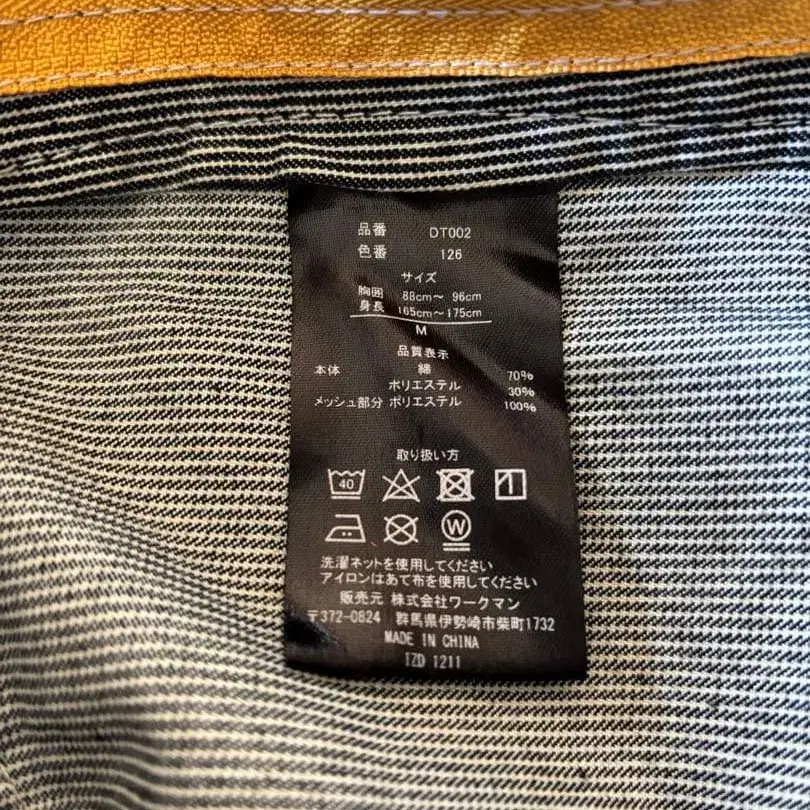 品番 DT002
色番 126
サイズ
胸囲 88cm～ 96cm
身長 165cm～175cm
M
品質表示
本体 綿 70%
ポリエステル 30%
メッシュ部分 ポリエステル 100%
取り扱い方
40
W
洗濯ネットを使用してください
アイロンはあて布を使用してください
販売元 株式会社ワークマン
〒372-0824 群馬県伊勢崎市柴町1732
MADE IN CHINA
IZD 1211